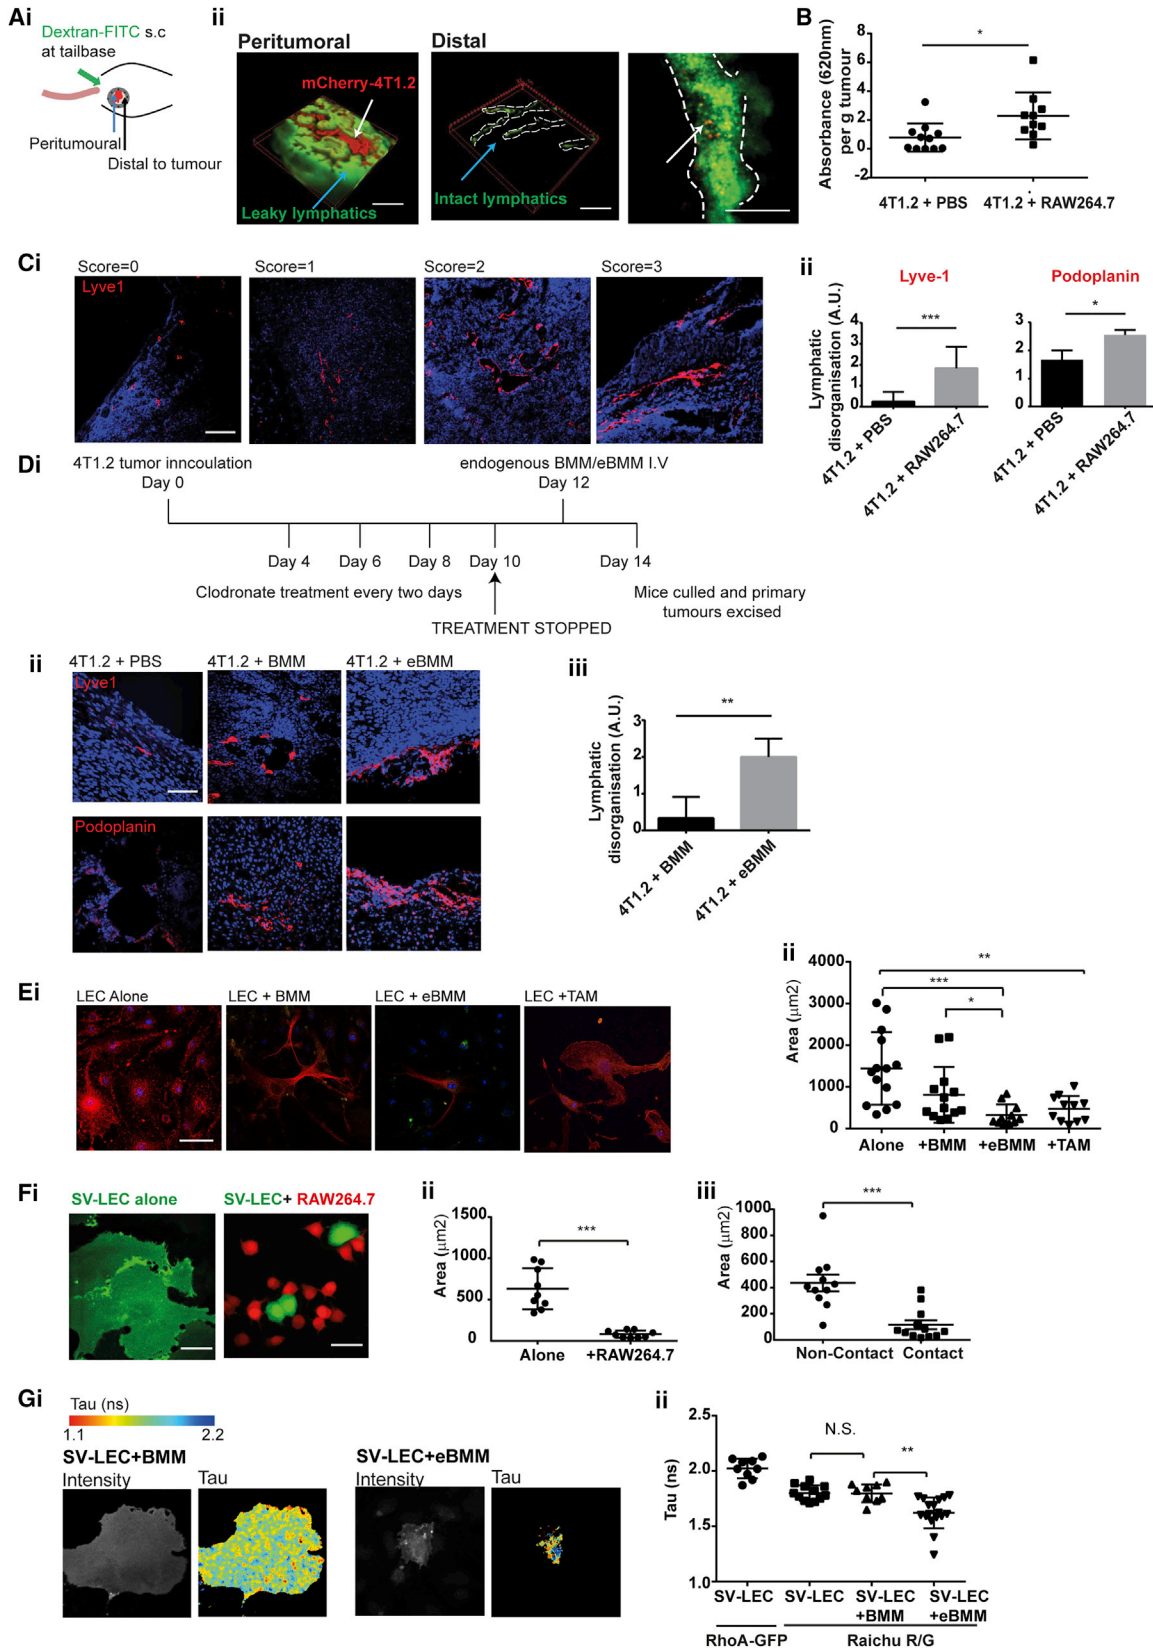 Ai
Dextran-FITC s.c
at tailbase
Peritumoural
Distal to tumour
ii
Peritumoral
mCherry-4T1.2
Leaky lymphatics
Distal
Intact lymphatics
B
Absorbance (620nm)
per g tumour
8
6
4
2
0
-2
*
4T1.2 + PBS
4T1.2 + RAW264.7
Ci
Score=0
Score=1
Score=2
Score=3
Lyve1
ii
Lyve-1
Podoplanin
Lymphatic
disorganisation (A.U.)
4
3
2
1
0
***
4T1.2 + PBS
4T1.2 + RAW264.7
3
2
1
0
*
4T1.2 + PBS
4T1.2 + RAW264.7
Di
4T1.2 tumor inncoulation
Day 0
endogenous BMM/eBMM I.V
Day 12
Day 4
Day 6
Day 8
Day 10
Day 14
Clodronate treatment every two days
Mice culled and primary
tumours excised
TREATMENT STOPPED
ii
4T1.2 + PBS
4T1.2 + BMM
4T1.2 + eBMM
Lyve1
Podoplanin
iii
Lymphatic
disorganisation (A.U.)
3
2
1
0
**
4T1.2 + BMM
4T1.2 + eBMM
Ei
LEC Alone
LEC + BMM
LEC + eBMM
LEC +TAM
ii
Area (μm2)
4000
3000
2000
1000
0
**
***
*
Alone
+BMM
+eBMM
+TAM
Fi
SV-LEC alone
SV-LEC+ RAW264.7
ii
Area (μm2)
1500
1000
500
0
***
Alone
+RAW264.7
iii
Area (μm2)
1000
800
600
400
200
0
***
Non-Contact
Contact
Gi
Tau (ns)
1.1
2.2
SV-LEC+BMM
Intensity
Tau
SV-LEC+eBMM
Intensity
Tau
ii
Tau (ns)
2.5
2.0
1.5
1.0
N.S.
**
SV-LEC
SV-LEC
SV-LEC
+BMM
SV-LEC
+eBMM
RhoA-GFP
Raichu R/G